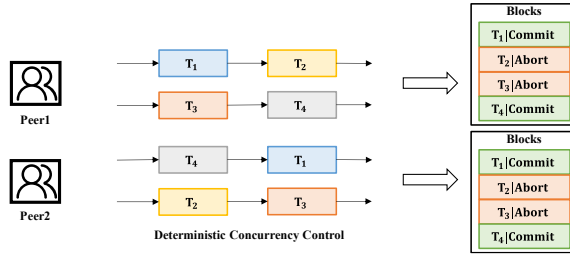 Blocks
T₁|Commit
T₁ T₂
T₂|Abort
T₃|Abort
T₃ T₄
T₄|Commit
Peer1
Blocks
T₄ T₁
T₁|Commit
T₂|Abort
T₂ T₃
T₃|Abort
Peer2
T₄|Commit
Deterministic Concurrency Control